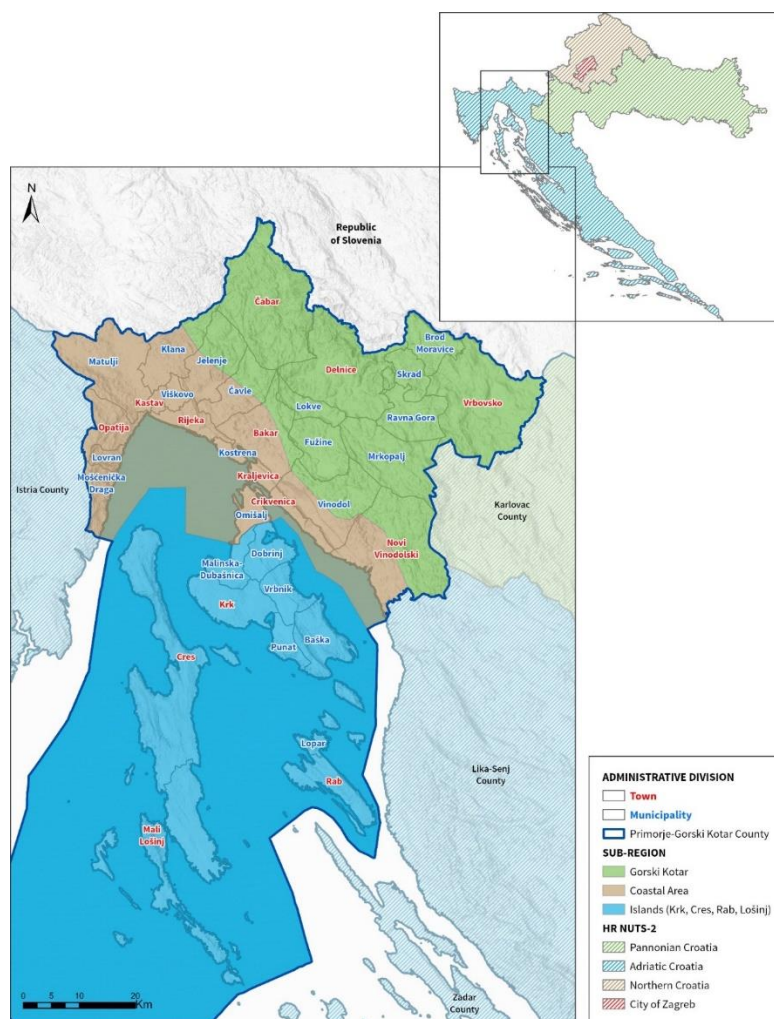 N
Republic
of Slovenia
Čabar
Brod
Moravice
Klana
Matulji
Jelenje
Delnice
Skrad
Viškovo
Čavle
Kastav
Vrbovsko
Lokve
Ravna Gora
Opatija
Rijeka
Bakar
Fužine
Lovran
Kostrena
Mrkopalj
Mošćenička
Draga
Istria County
Kraljevica
Crikvenica
Vinodol
Karlovac
County
Omišalj
Novi
Vinodolski
Dobrinj
Malinska-
Dubašnica
Vrbnik
Krk
Baška
Punat
Cres
Lopar
Rab
Lika-Senj
County
Mali
Lošinj
Zadar
County
0 5 10 20
Km
ADMINISTRATIVE DIVISION
Town
Municipality
Primorje-Gorski Kotar County
SUB-REGION
Gorski Kotar
Coastal Area
Islands (Krk, Cres, Rab, Lošinj)
HR NUTS-2
Pannonian Croatia
Adriatic Croatia
Northern Croatia
City of Zagreb